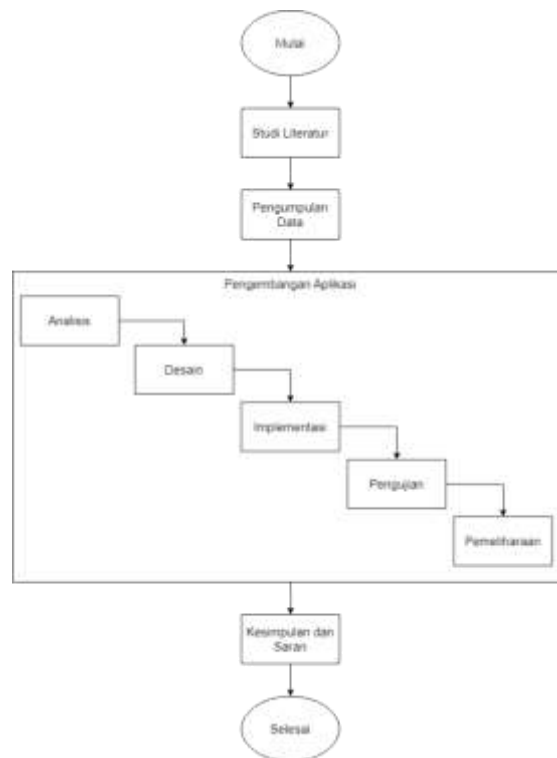 Mulai
Studi Literatur
Pengumpulan
Data
Pengembangan Aplikasi
Analisis
Desain
Implementasi
Pengujian
Pemeliharaan
Kesimpulan dan
Saran
Selesai